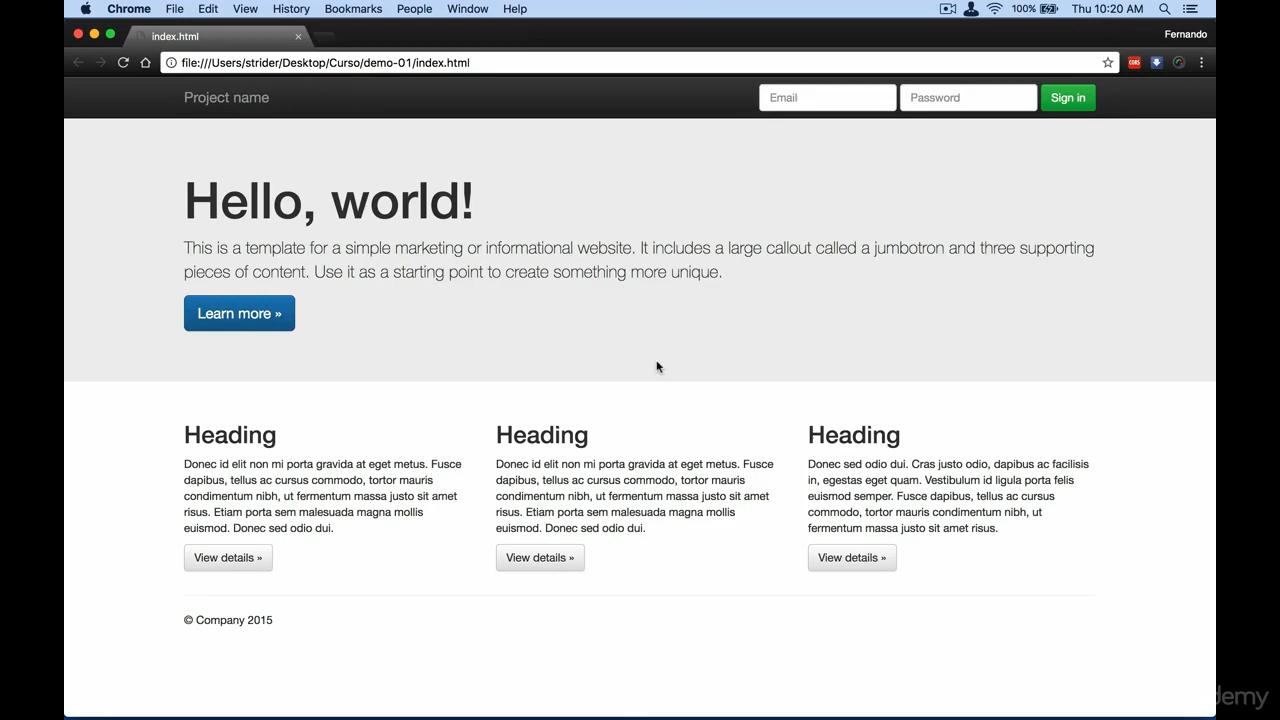 Chrome File Edit View History Bookmarks People Window Help 100% Thu 10:20 AM
index.html Fernando
file:///Users/strider/Desktop/Curso/demo-01/index.html
Project name Email Password Sign in
Hello, world!
This is a template for a simple marketing or informational website. It includes a large callout called a jumbotron and three supporting
pieces of content. Use it as a starting point to create something more unique.
Learn more »
Heading
Donec id elit non mi porta gravida at eget metus. Fusce
dapibus, tellus ac cursus commodo, tortor mauris
condimentum nibh, ut fermentum massa justo sit amet
risus. Etiam porta sem malesuada magna mollis
euismod. Donec sed odio dui.
View details »
Heading
Donec id elit non mi porta gravida at eget metus. Fusce
dapibus, tellus ac cursus commodo, tortor mauris
condimentum nibh, ut fermentum massa justo sit amet
risus. Etiam porta sem malesuada magna mollis
euismod. Donec sed odio dui.
View details »
Heading
Donec sed odio dui. Cras justo odio, dapibus ac facilisis
in, egestas eget quam. Vestibulum id ligula porta felis
euismod semper. Fusce dapibus, tellus ac cursus
commodo, tortor mauris condimentum nibh, ut
fermentum massa justo sit amet risus.
View details »
© Company 2015
demy